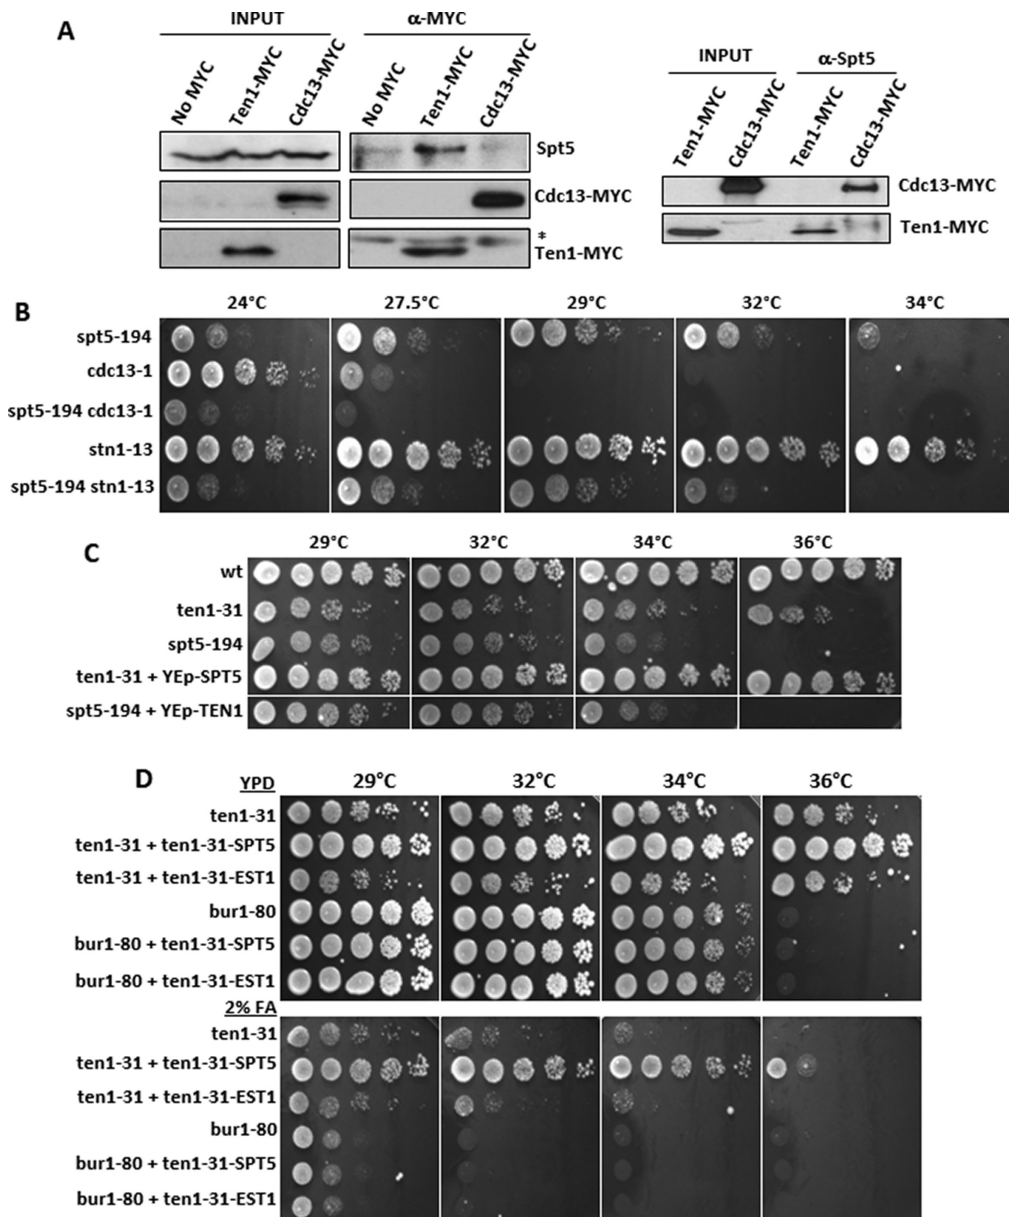 A
INPUT
α-MYC
No MYC
Ten1-MYC
Cdc13-MYC
No MYC
Ten1-MYC
Cdc13-MYC
Spt5
Cdc13-MYC
*
Ten1-MYC
INPUT
α-Spt5
Ten1-MYC
Cdc13-MYC
Ten1-MYC
Cdc13-MYC
Cdc13-MYC
Ten1-MYC
B
24°C 27.5°C 29°C 32°C 34°C
spt5-194
cdc13-1
spt5-194 cdc13-1
stn1-13
spt5-194 stn1-13
C
29°C 32°C 34°C 36°C
wt
ten1-31
spt5-194
ten1-31 + YEp-SPT5
spt5-194 + YEp-TEN1
D
YPD 29°C 32°C 34°C 36°C
ten1-31
ten1-31 + ten1-31-SPT5
ten1-31 + ten1-31-EST1
bur1-80
bur1-80 + ten1-31-SPT5
bur1-80 + ten1-31-EST1
2% FA
ten1-31
ten1-31 + ten1-31-SPT5
ten1-31 + ten1-31-EST1
bur1-80
bur1-80 + ten1-31-SPT5
bur1-80 + ten1-31-EST1